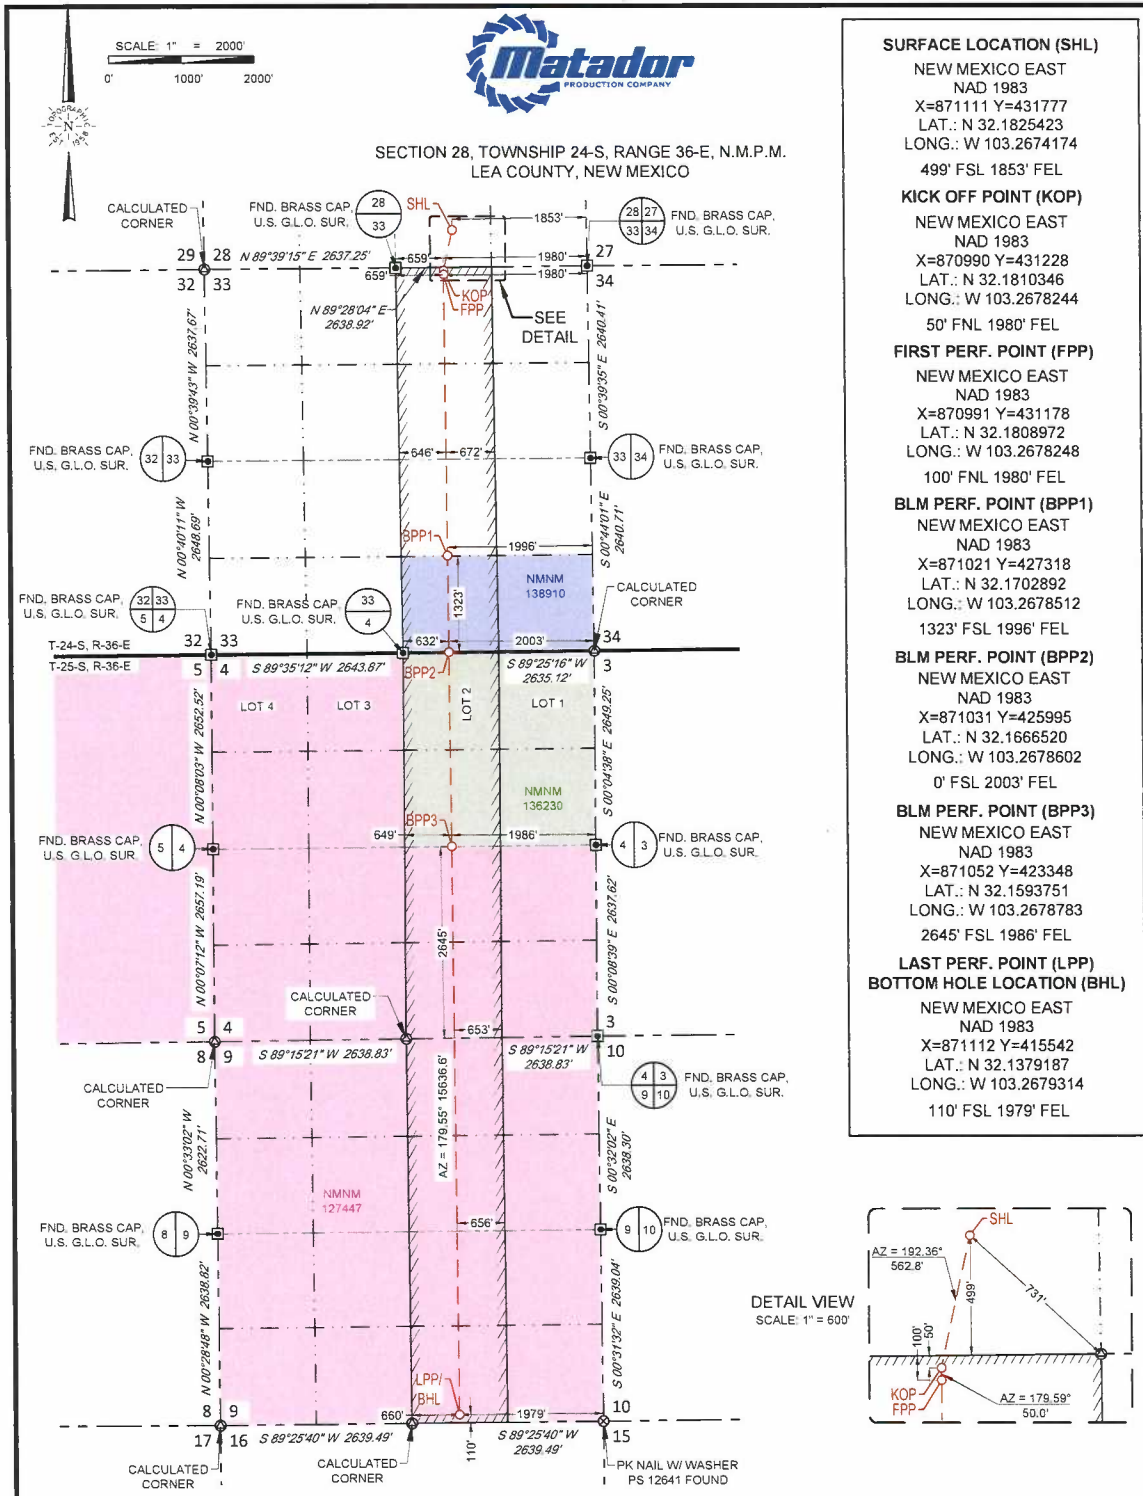 SCALE: 1" = 2000'
0' 1000' 2000'
TOPOGRAPHIC
N
EST. 1958
Matador
PRODUCTION COMPANY
SECTION 28, TOWNSHIP 24-S, RANGE 36-E, N.M.P.M.
LEA COUNTY, NEW MEXICO
CALCULATED
CORNER
FND. BRASS CAP,
U.S. G.L.O. SUR.
28
33
SHL
1853'
28 27
33 34
FND. BRASS CAP,
U.S. G.L.O. SUR.
29 28
N 89°39'15" E 2637.25'
659'
1980'
27
32 33
659'
1980'
34
KOP
FPP
N 89°28'04" E
2638.92'
SEE
DETAIL
N 00°39'43" W 2637.67'
S 00°39'35" E 2640.41'
FND. BRASS CAP,
U.S. G.L.O. SUR.
32 33
646'
672'
33 34
FND. BRASS CAP,
U.S. G.L.O. SUR.
N 00°40'11" W
2648.69'
S 00°44'01" E
2640.71'
BPP1
1996'
NMNM
138910
1323'
CALCULATED
CORNER
FND. BRASS CAP,
U.S. G.L.O. SUR.
32 33
5 4
FND. BRASS CAP,
U.S. G.L.O. SUR.
33
4
T-24-S, R-36-E
32 33
632'
2003'
34
T-25-S, R-36-E
5 4
S 89°35'12" W 2643.87'
BPP2
S 89°25'16" W
2635.12'
3
LOT 4
LOT 3
LOT 2
LOT 1
N 00°08'03" W 2652.52'
S 00°04'38" E 2649.25'
NMNM
136230
BPP3
FND. BRASS CAP,
U.S. G.L.O. SUR.
5 4
649'
1986'
4 3
FND. BRASS CAP,
U.S. G.L.O. SUR.
N 00°07'12" W 2657.19'
2645'
S 00°08'39" E 2637.62'
CALCULATED
CORNER
5 4
653'
3
8 9
S 89°15'21" W 2638.83'
S 89°15'21" W
2638.83'
10
CALCULATED
CORNER
4 3
9 10
FND. BRASS CAP,
U.S. G.L.O. SUR.
AZ = 179.55° 15636.6'
N 00°33'02" W
2622.71'
S 00°32'02" E
2638.30'
NMNM
127447
FND. BRASS CAP,
U.S. G.L.O. SUR.
8 9
656'
9 10
FND. BRASS CAP,
U.S. G.L.O. SUR.
N 00°28'48" W 2638.82'
S 00°31'32" E 2639.04'
LPP/
BHL
8 9
660'
1979'
10
17 16
S 89°25'40" W 2639.49'
110'
S 89°25'40" W
2639.49'
15
CALCULATED
CORNER
CALCULATED
CORNER
PK NAIL W/ WASHER
PS 12641 FOUND
SURFACE LOCATION (SHL)
NEW MEXICO EAST
NAD 1983
X=871111 Y=431777
LAT.: N 32.1825423
LONG.: W 103.2674174
499' FSL 1853' FEL
KICK OFF POINT (KOP)
NEW MEXICO EAST
NAD 1983
X=870990 Y=431228
LAT.: N 32.1810346
LONG.: W 103.2678244
50' FNL 1980' FEL
FIRST PERF. POINT (FPP)
NEW MEXICO EAST
NAD 1983
X=870991 Y=431178
LAT.: N 32.1808972
LONG.: W 103.2678248
100' FNL 1980' FEL
BLM PERF. POINT (BPP1)
NEW MEXICO EAST
NAD 1983
X=871021 Y=427318
LAT.: N 32.1702892
LONG.: W 103.2678512
1323' FSL 1996' FEL
BLM PERF. POINT (BPP2)
NEW MEXICO EAST
NAD 1983
X=871031 Y=425995
LAT.: N 32.1666520
LONG.: W 103.2678602
0' FSL 2003' FEL
BLM PERF. POINT (BPP3)
NEW MEXICO EAST
NAD 1983
X=871052 Y=423348
LAT.: N 32.1593751
LONG.: W 103.2678783
2645' FSL 1986' FEL
LAST PERF. POINT (LPP)
BOTTOM HOLE LOCATION (BHL)
NEW MEXICO EAST
NAD 1983
X=871112 Y=415542
LAT.: N 32.1379187
LONG.: W 103.2679314
110' FSL 1979' FEL
DETAIL VIEW
SCALE: 1" = 600'
SHL
AZ = 192.36°
562.8'
499'
731'
100'
50'
KOP
FPP
AZ = 179.59°
50.0'